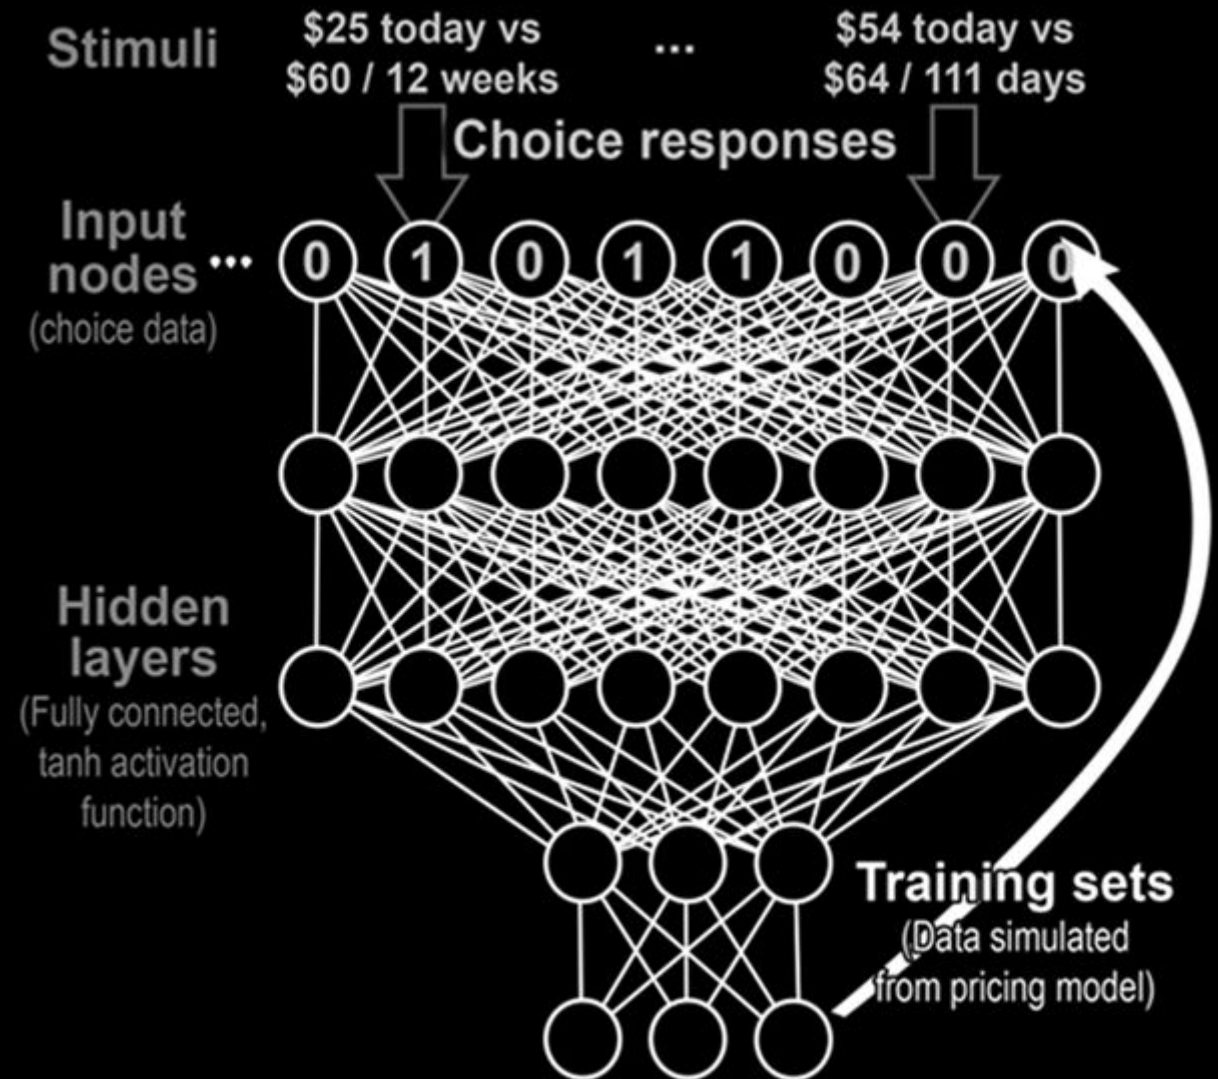 Stimuli
$25 today vs
$60 / 12 weeks
...
$54 today vs
$64 / 111 days
Choice responses
Input
nodes
(choice data)
...
0 1 0 1 1 0 0 0
Hidden
layers
(Fully connected,
tanh activation
function)
Training sets
(Data simulated
from pricing model)